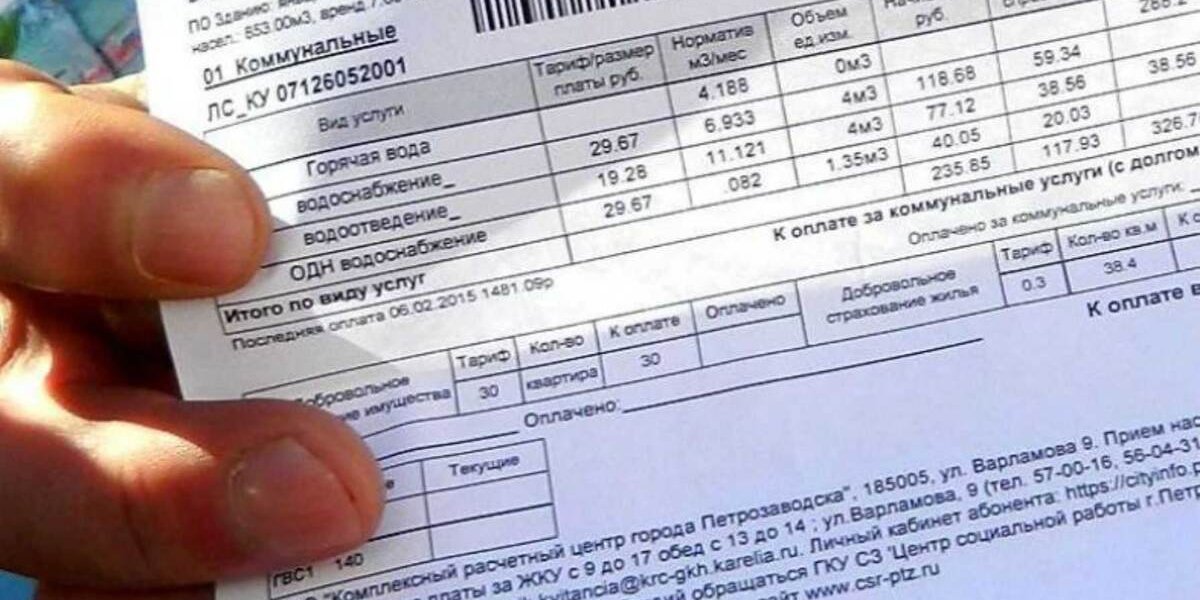 ПО Зданию:
насел.: 853.00м3, аренд
01 Коммунальные
ЛС_КУ 07126052001
Вид услуги Тариф/размер платы руб. Норматив м3/мес Объем ед.изм. руб.
Горячая вода 4.188 0м3
водоснабжение_ 29.67 6.933 4м3 118.68 59.34
водоотведение_ 19.28 11.121 4м3 77.12 38.56 38.56
ОДН водоснабжение 29.67 .082 1.35м3 40.05 20.03
Итого по виду услуг 235.85 117.93 326.7
Последняя оплата 06.02.2015 1481.09р
К оплате за коммунальные услуги (с долгом
Оплачено за коммунальные услуги:
Тариф Кол-во К оплате Оплачено
Добровольное страхование жилья Тариф Кол-во кв.м
0.3 38.4
Добровольное
имущества 30 квартира 30
К оплате в
Оплачено:
Текущие
ГВС1 140
"Комплексный расчетный центр города Петрозаводска", 185005, ул. Варламова 9. Прием нас
платы за ЖКУ с 9 до 17 обед с 13 до 14 ; ул.Варламова, 9 (тел. 57-00-16, 56-04-31
kvitancia@krc-gkh.karelia.ru. Личный кабинет абонента: https://cityinfo.
обращаться ГКУ СЗ "Центр социальной работы г.Петр
сайт www.csr-ptz.ru